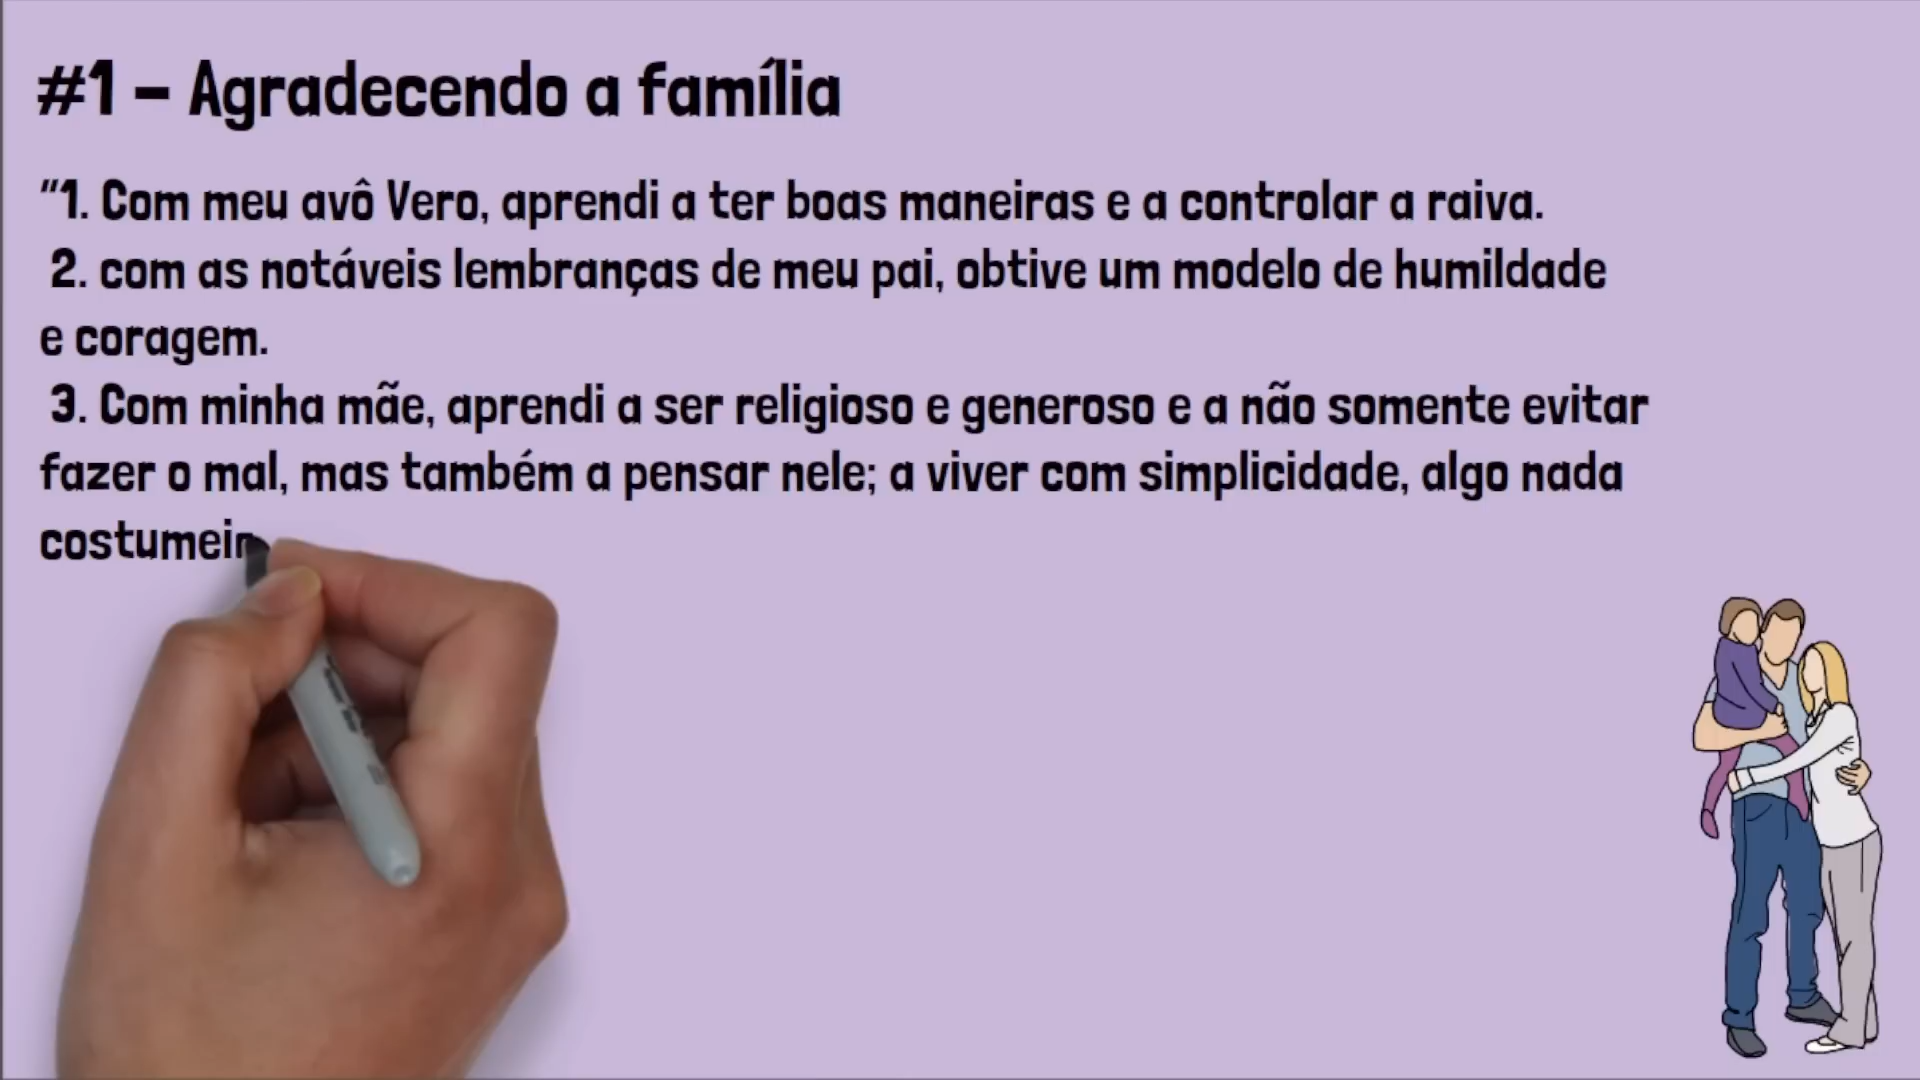 #1 – Agradecendo a família
"1. Com meu avô Vero, aprendi a ter boas maneiras e a controlar a raiva.
2. com as notáveis lembranças de meu pai, obtive um modelo de humildade
e coragem.
3. Com minha mãe, aprendi a ser religioso e generoso e a não somente evitar
fazer o mal, mas também a pensar nele; a viver com simplicidade, algo nada